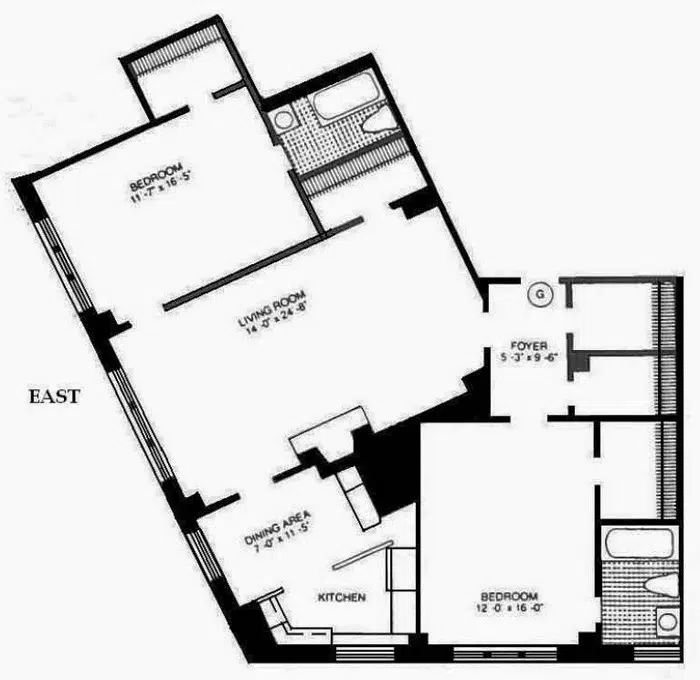 BEDROOM
11'-7" x 16'-5"
LIVING ROOM
14'-0" x 24'-8"
G
FOYER
5'-3" x 9'-6"
EAST
DINING AREA
7'-0" x 11'-5"
KITCHEN
BEDROOM
12'-0" x 16'-0"